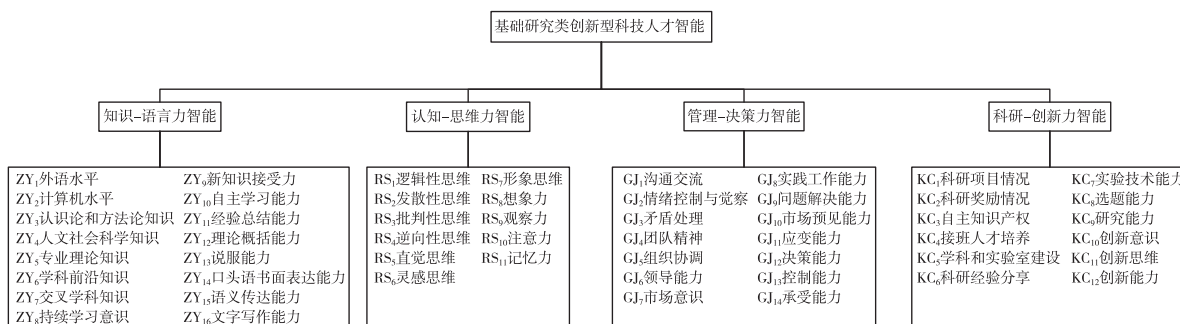 基础研究类创新型科技人才智能
知识-语言力智能
认知-思维力智能
管理-决策力智能
科研-创新力智能
ZY₁外语水平
ZY₂计算机水平
ZY₃认识论和方法论知识
ZY₄人文社会科学知识
ZY₅专业理论知识
ZY₆学科前沿知识
ZY₇交叉学科知识
ZY₈持续学习意识
ZY₉新知识接受力
ZY₁₀自主学习能力
ZY₁₁经验总结能力
ZY₁₂理论概括能力
ZY₁₃说服能力
ZY₁₄口头语书面表达能力
ZY₁₅语义传达能力
ZY₁₆文字写作能力
RS₁逻辑性思维
RS₂发散性思维
RS₃批判性思维
RS₄逆向性思维
RS₅直觉思维
RS₆灵感思维
RS₇形象思维
RS₈想象力
RS₉观察力
RS₁₀注意力
RS₁₁记忆力
GJ₁沟通交流
GJ₂情绪控制与觉察
GJ₃矛盾处理
GJ₄团队精神
GJ₅组织协调
GJ₆领导能力
GJ₇市场意识
GJ₈实践工作能力
GJ₉问题解决能力
GJ₁₀市场预见能力
GJ₁₁应变能力
GJ₁₂决策能力
GJ₁₃控制能力
GJ₁₄承受能力
KC₁科研项目情况
KC₂科研奖励情况
KC₃自主知识产权
KC₄接班人才培养
KC₅学科和实验室建设
KC₆科研经验分享
KC₇实验技术能力
KC₈选题能力
KC₉研究能力
KC₁₀创新意识
KC₁₁创新思维
KC₁₂创新能力